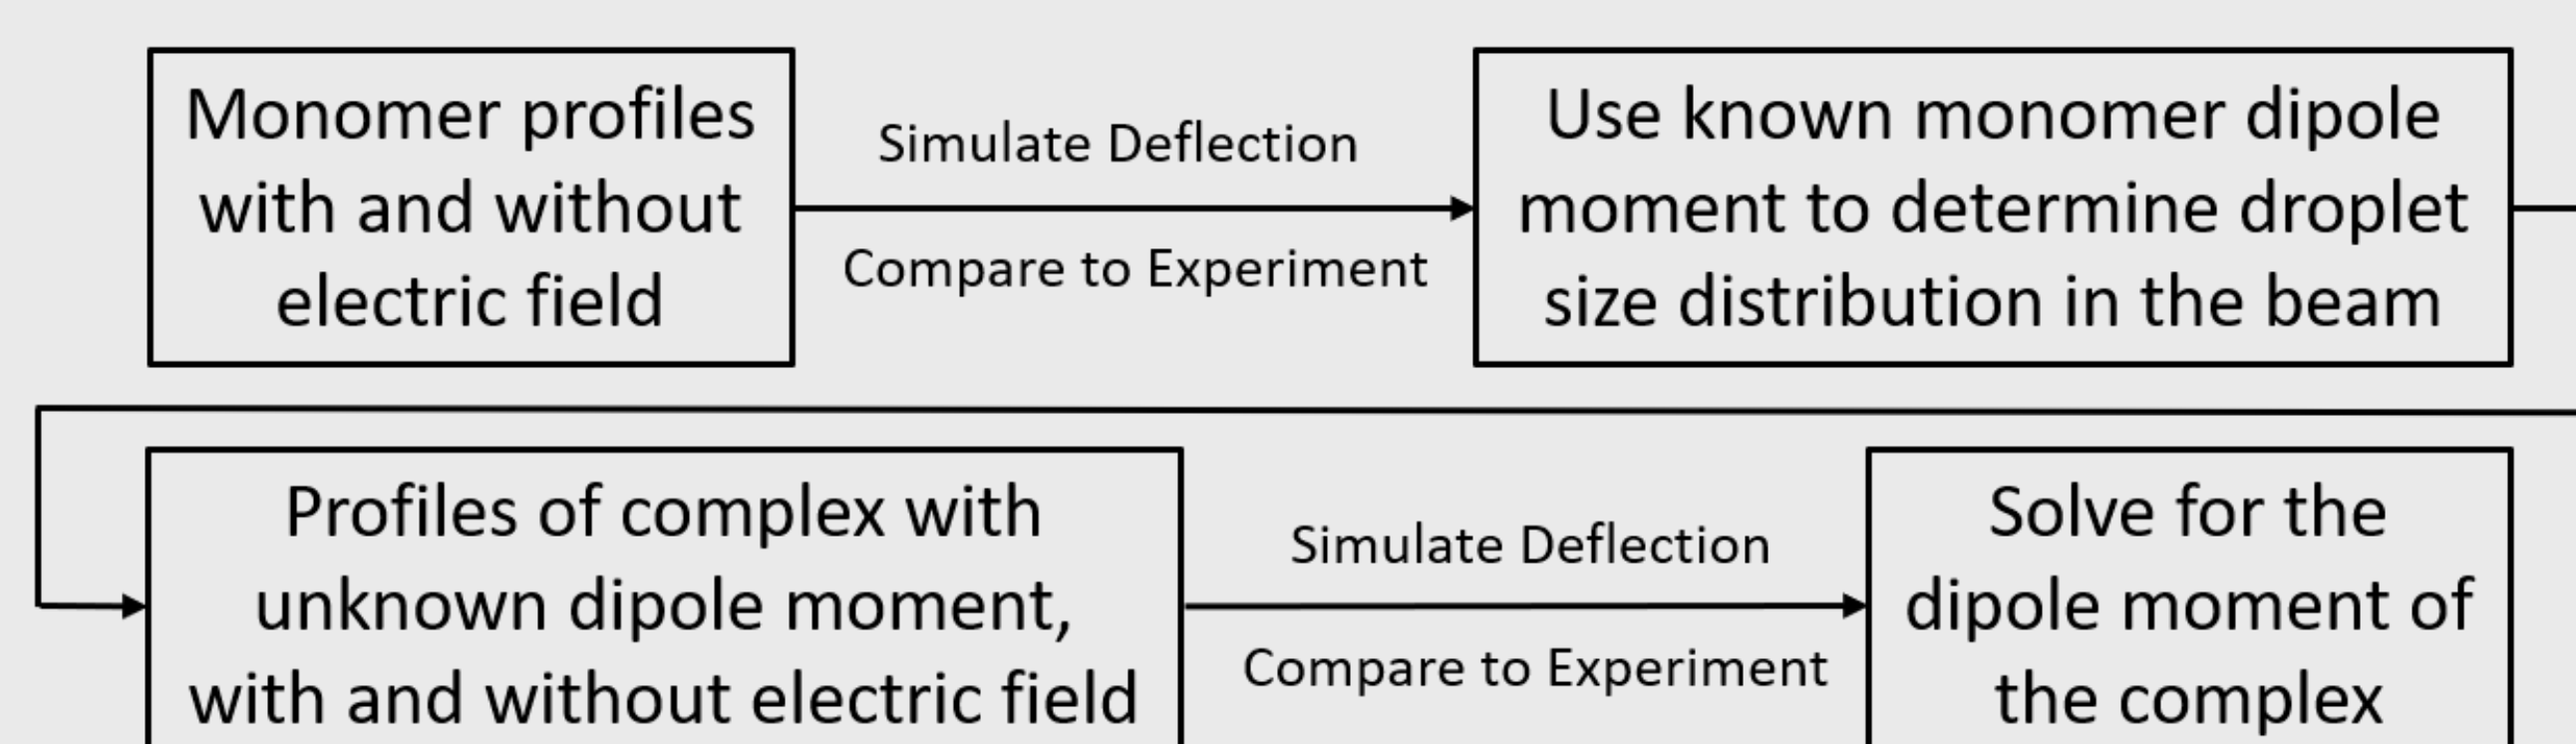 Monomer profiles
with and without
electric field
Simulate Deflection
Compare to Experiment
Use known monomer dipole
moment to determine droplet
size distribution in the beam
Profiles of complex with
unknown dipole moment,
with and without electric field
Simulate Deflection
Compare to Experiment
Solve for the
dipole moment of
the complex